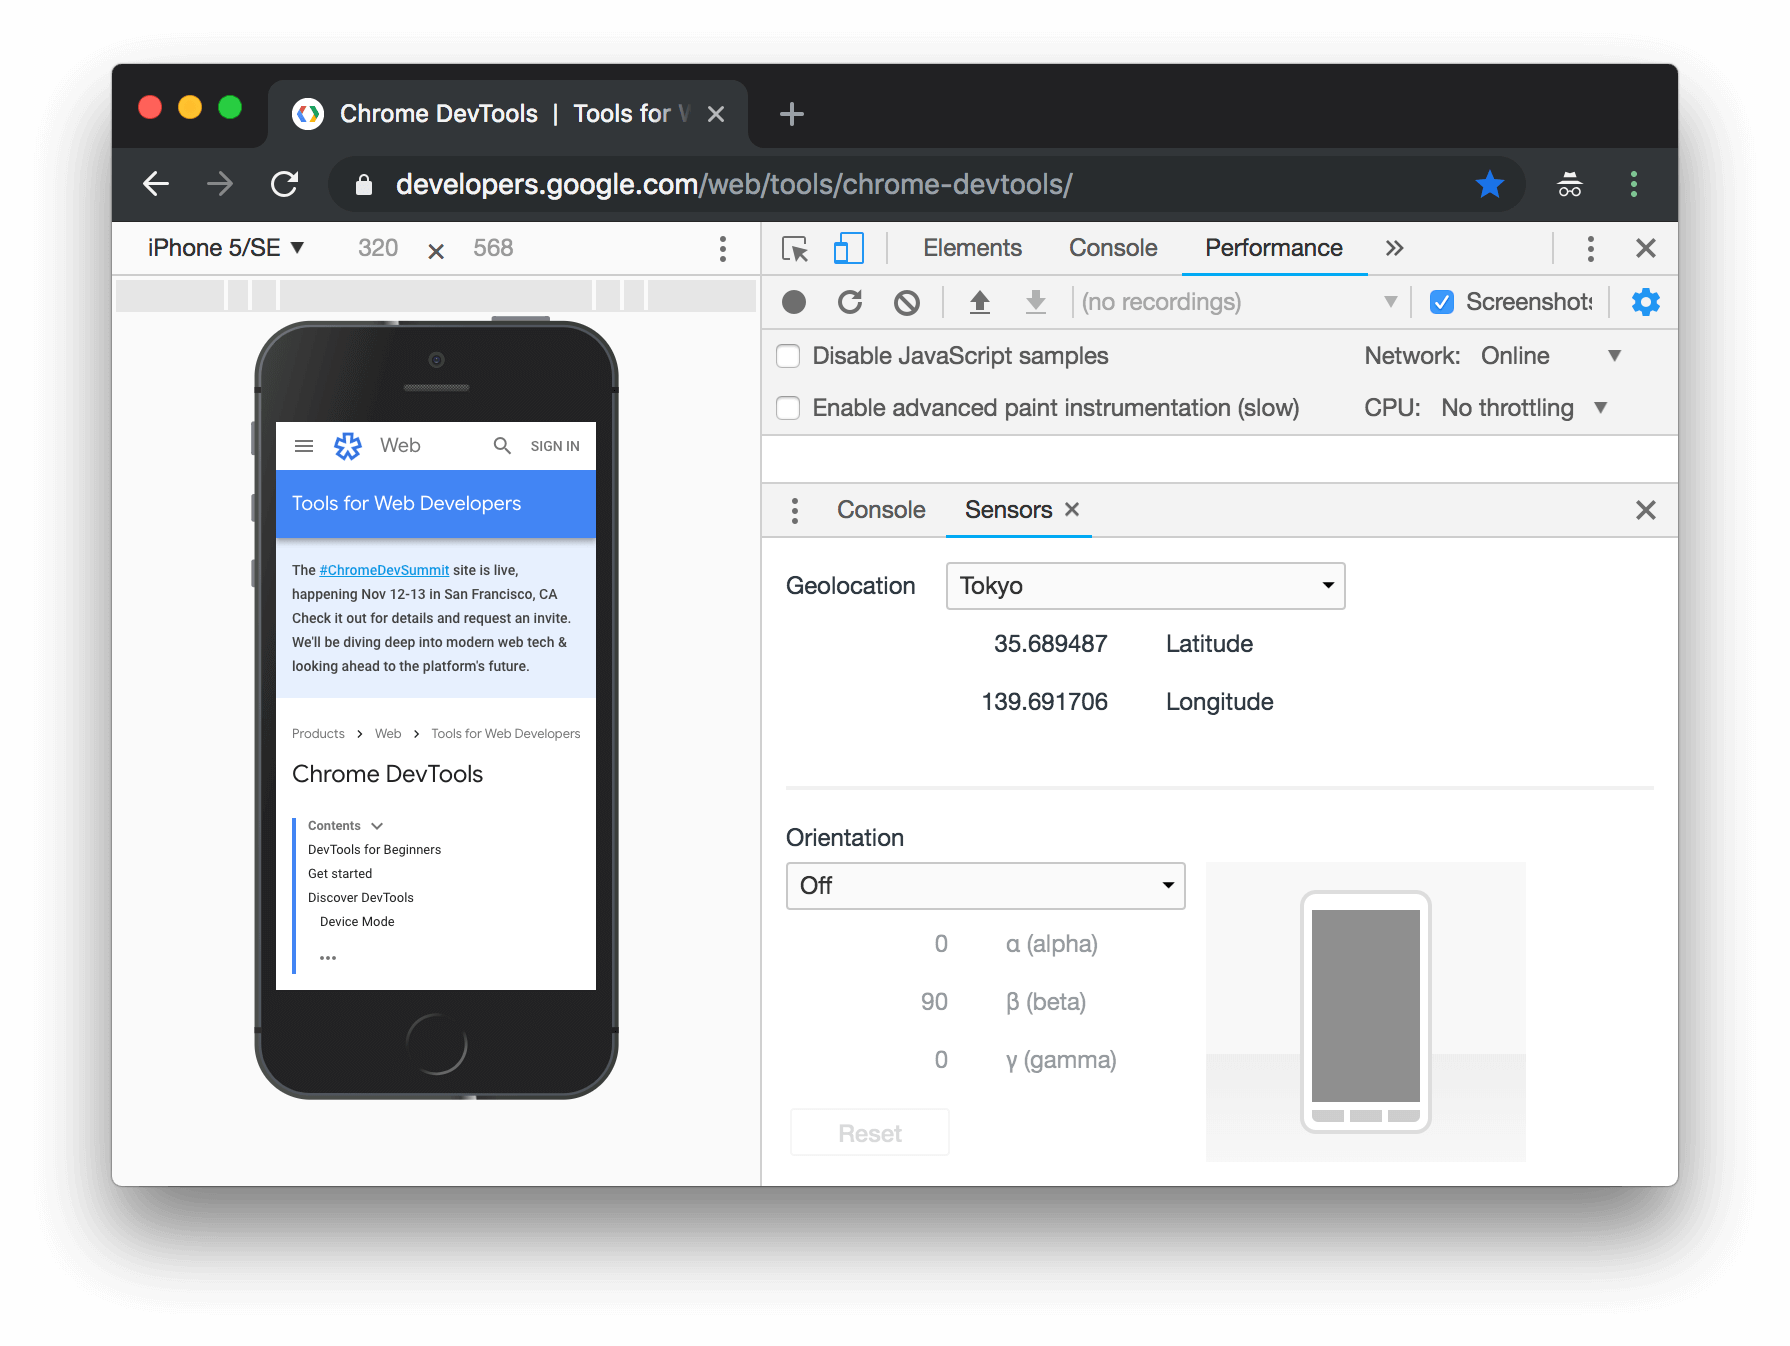 Chrome DevTools | Tools for W
developers.google.com/web/tools/chrome-devtools/
iPhone 5/SE 320 568
Elements Console Performance
(no recordings) Screenshots
Disable JavaScript samples Network: Online
Enable advanced paint instrumentation (slow) CPU: No throttling
Console Sensors
Geolocation Tokyo
35.689487 Latitude
139.691706 Longitude
Orientation
Off
0 α (alpha)
90 β (beta)
0 γ (gamma)
Reset
Web SIGN IN
Tools for Web Developers
The #ChromeDevSummit site is live,
happening Nov 12-13 in San Francisco, CA
Check it out for details and request an invite.
We'll be diving deep into modern web tech &
looking ahead to the platform's future.
Products > Web > Tools for Web Developers
Chrome DevTools
Contents
DevTools for Beginners
Get started
Discover DevTools
Device Mode
•••